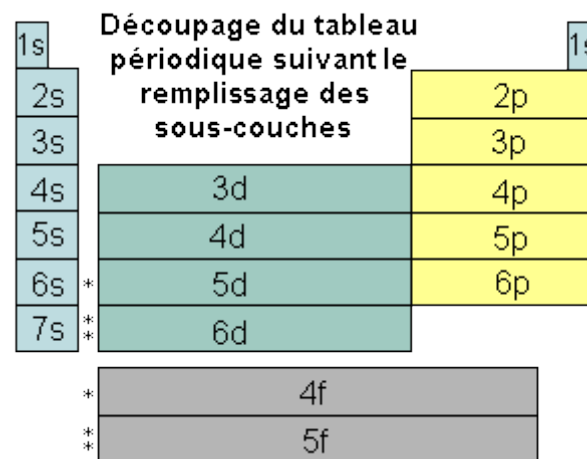 Découpage du tableau
périodique suivant le
remplissage des
sous-couches
1s 1s
2s 2p
3s 3p
4s 3d 4p
5s 4d 5p
6s * 5d 6p
7s ** 6d
* 4f
** 5f